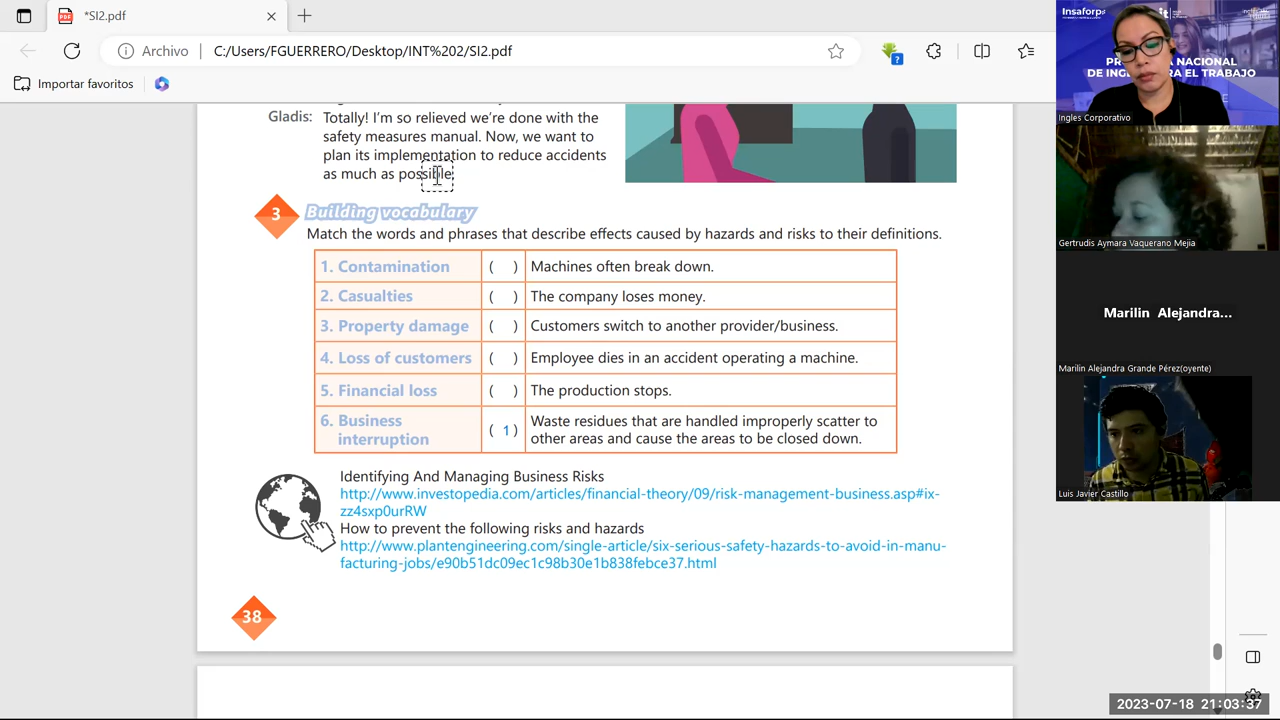 *SI2.pdf
Archivo
C:/Users/FGUERRERO/Desktop/INT%202/SI2.pdf
Importar favoritos
Gladis: Totally! I'm so relieved we're done with the
safety measures manual. Now, we want to
plan its implementation to reduce accidents
as much as possible.
3 Building vocabulary
Match the words and phrases that describe effects caused by hazards and risks to their definitions.
1. Contamination ( ) Machines often break down.
2. Casualties ( ) The company loses money.
3. Property damage ( ) Customers switch to another provider/business.
4. Loss of customers ( ) Employee dies in an accident operating a machine.
5. Financial loss ( ) The production stops.
6. Business interruption ( 1 ) Waste residues that are handled improperly scatter to
other areas and cause the areas to be closed down.
Identifying And Managing Business Risks
http://www.investopedia.com/articles/financial-theory/09/risk-management-business.asp#ix-
zz4sxp0urRW
How to prevent the following risks and hazards
http://www.plantengineering.com/single-article/six-serious-safety-hazards-to-avoid-in-manu-
facturing-jobs/e90b51dc09ec1c98b30e1b838febce37.html
38
Insaforp
NACIONAL
DE INGL RA EL TRABAJO
Ingles Corporativo
Gertrudis Aymara Vaquerano Mejia
Marilin Alejandra...
Marilin Alejandra Grande Pérez(oyente)
Luis Javier Castillo
2023-07-18 21:03:37